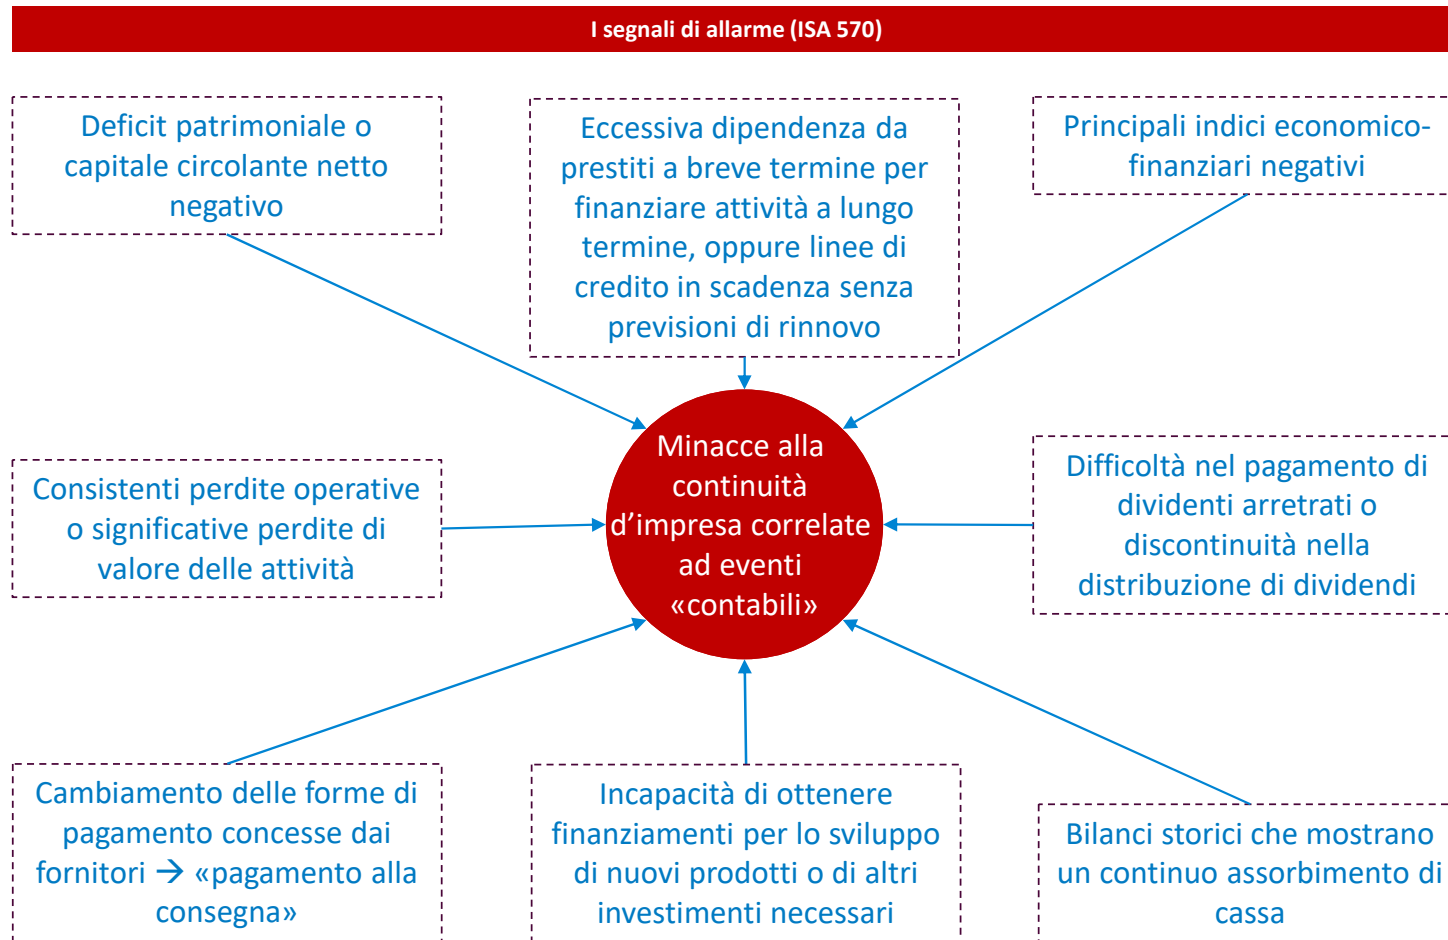 I segnali di allarme (ISA 570)
Deficit patrimoniale o
capitale circolante netto
negativo
Eccessiva dipendenza da
prestiti a breve termine per
finanziare attività a lungo
termine, oppure linee di
credito in scadenza senza
previsioni di rinnovo
Principali indici economico-
finanziari negativi
Consistenti perdite operative
o significative perdite di
valore delle attività
Minacce alla
continuità
d’impresa correlate
ad eventi
«contabili»
Difficoltà nel pagamento di
dividenti arretrati o
discontinuità nella
distribuzione di dividendi
Cambiamento delle forme di
pagamento concesse dai
fornitori → «pagamento alla
consegna»
Incapacità di ottenere
finanziamenti per lo sviluppo
di nuovi prodotti o di altri
investimenti necessari
Bilanci storici che mostrano
un continuo assorbimento di
cassa